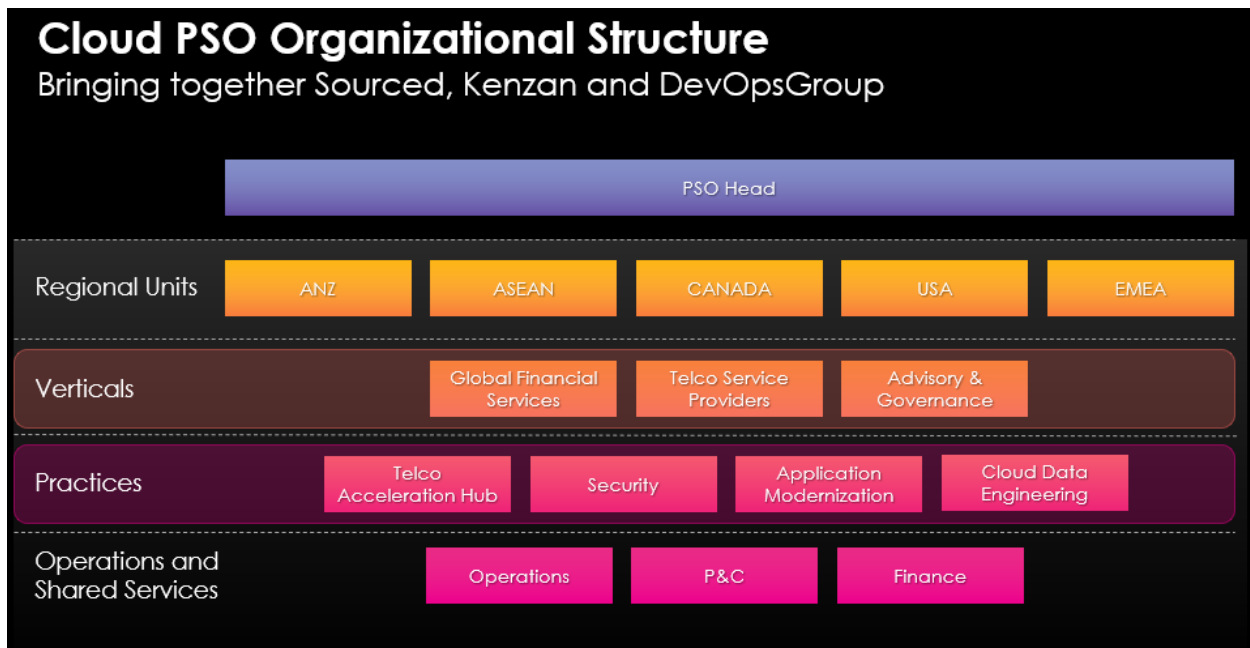 Cloud PSO Organizational Structure
Bringing together Sourced, Kenzan and DevOpsGroup
PSO Head
Regional Units
ANZ
ASEAN
CANADA
USA
EMEA
Verticals
Global Financial
Services
Telco Service
Providers
Advisory &
Governance
Practices
Telco
Acceleration Hub
Security
Application
Modernization
Cloud Data
Engineering
Operations and
Shared Services
Operations
P&C
Finance